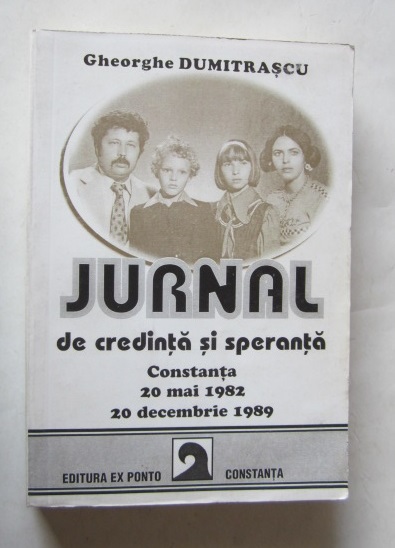 Gheorghe DUMITRAȘCU
JURNAL
de credință și speranță
Constanța
20 mai 1982
20 decembrie 1989
EDITURA EX PONTO CONSTANȚA